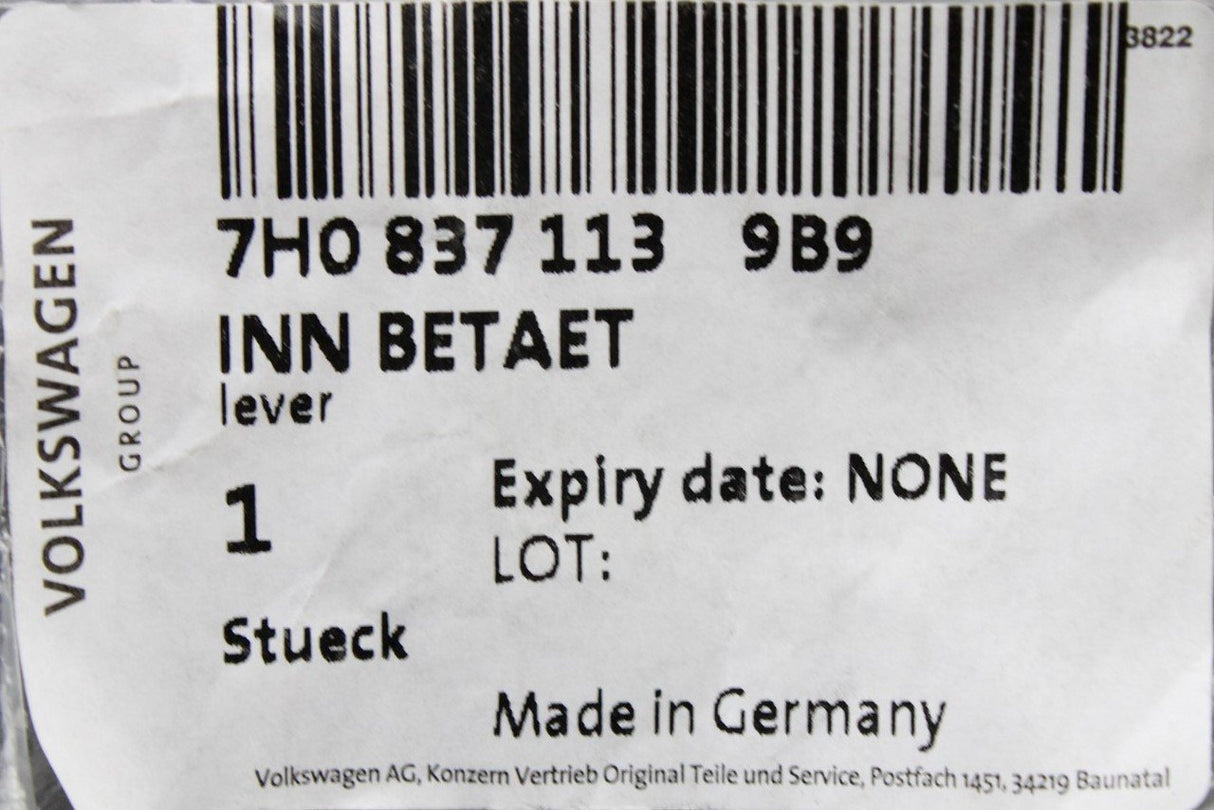 3822
7H0 837 113 9B9
INN BETAET
lever
1
Expiry date: NONE
LOT:
Stueck
Made in Germany
Volkswagen AG, Konzern Vertrieb Original Teile und Service, Postfach 1451, 34219 Baunatal
VOLKSWAGEN
GROUP